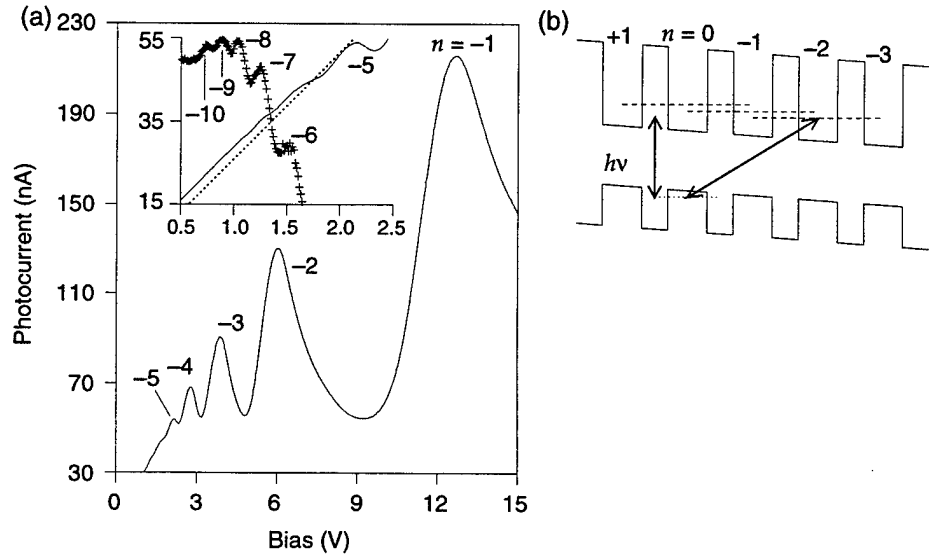 (a)
230
190
150
110
70
30
Photocurrent (nA)
0 3 6 9 12 15
Bias (V)
n = –1
–2
–3
–4
–5
55
35
15
0.5 1.0 1.5 2.0 2.5
–8
–7
–9
–10
–6
–5
(b)
+1 n = 0 –1 –2 –3
hν